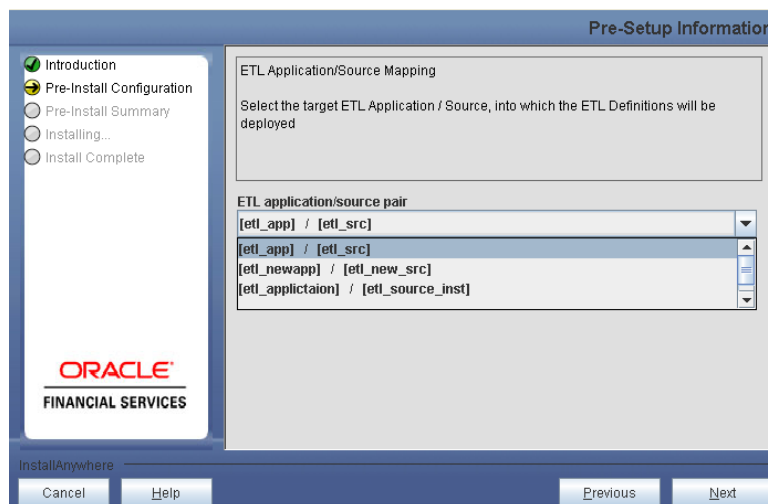 Pre-Setup Information
Introduction
Pre-Install Configuration
Pre-Install Summary
Installing...
Install Complete
ORACLE
FINANCIAL SERVICES
ETL Application/Source Mapping
Select the target ETL Application / Source, into which the ETL Definitions will be
deployed
ETL application/source pair
[etl_app] / [etl_src]
[etl_app] / [etl_src]
[etl_newapp] / [etl_new_src]
[etl_applictaion] / [etl_source_inst]
InstallAnywhere
Cancel
Help
Previous
Next